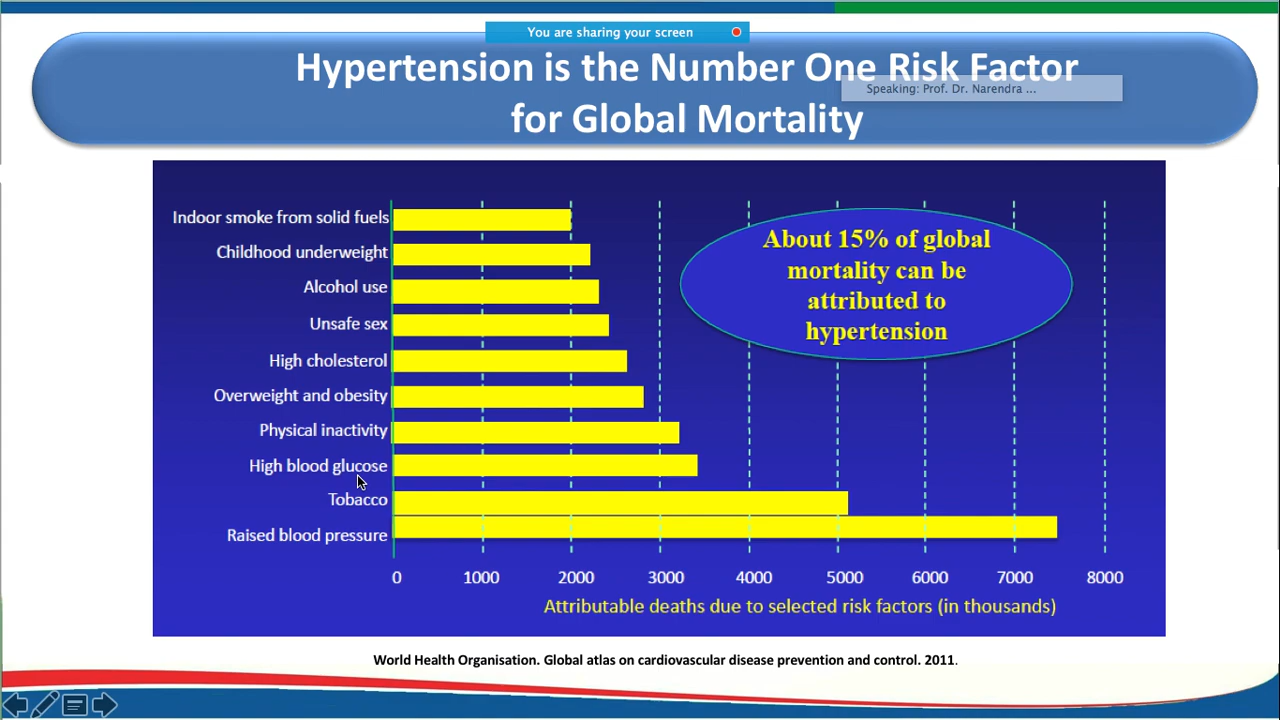 You are sharing your screen
Hypertension is the Number One Risk Factor
Speaking: Prof. Dr. Narendra ...
for Global Mortality
Indoor smoke from solid fuels
Childhood underweight
Alcohol use
Unsafe sex
High cholesterol
Overweight and obesity
Physical inactivity
High blood glucose
Tobacco
Raised blood pressure
About 15% of global
mortality can be
attributed to
hypertension
0 1000 2000 3000 4000 5000 6000 7000 8000
Attributable deaths due to selected risk factors (in thousands)
World Health Organisation. Global atlas on cardiovascular disease prevention and control. 2011.